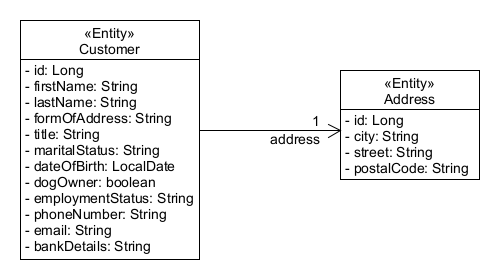 «Entity»
Customer
- id: Long
- firstName: String
- lastName: String
- formOfAddress: String
- title: String
- maritalStatus: String
- dateOfBirth: LocalDate
- dogOwner: boolean
- employmentStatus: String
- phoneNumber: String
- email: String
- bankDetails: String
1
address
«Entity»
Address
- id: Long
- city: String
- street: String
- postalCode: String